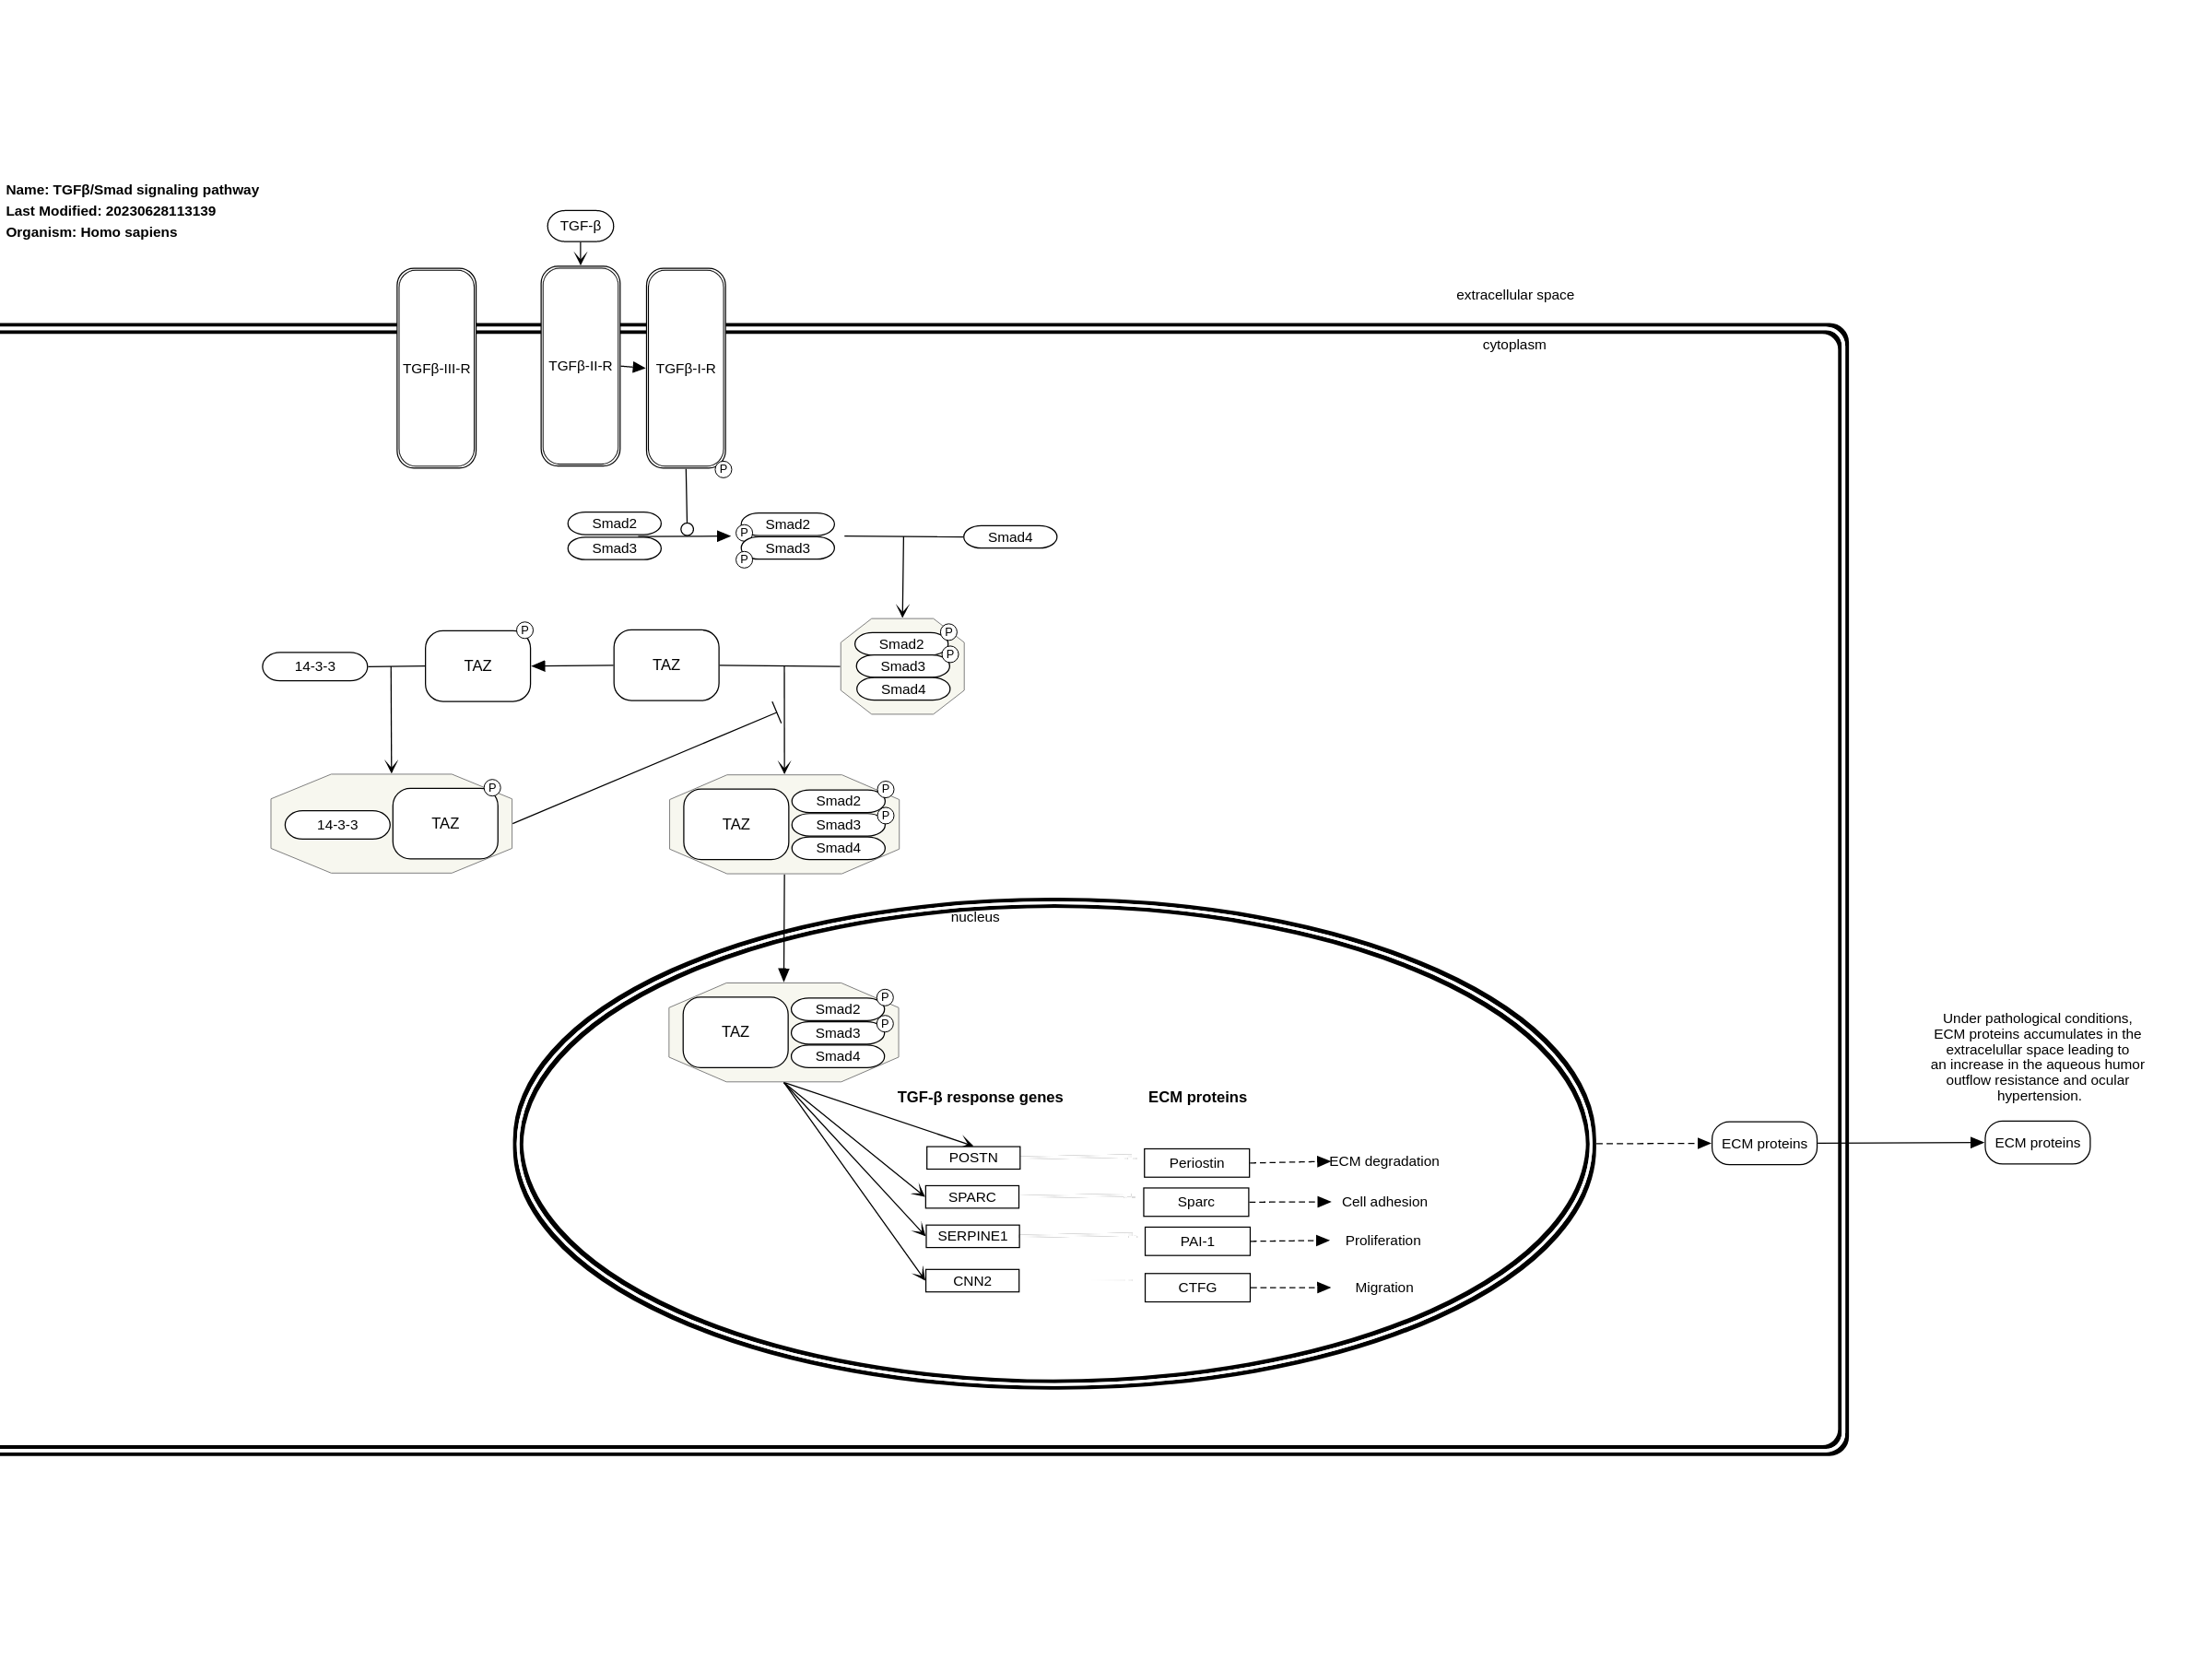 Name: TGFβ/Smad signaling pathway
Last Modified: 20230628113139
Organism: Homo sapiens
TGF-β
extracellular space
cytoplasm
TGFβ-III-R
TGFβ-II-R
TGFβ-I-R
P
Smad2
Smad3
P
Smad2
P
Smad3
Smad4
14-3-3
P
TAZ
TAZ
P
Smad2
P
Smad3
Smad4
14-3-3
P
TAZ
TAZ
P
Smad2
P
Smad3
Smad4
nucleus
TAZ
P
Smad2
P
Smad3
Smad4
TGF-β response genes
ECM proteins
POSTN
Periostin
ECM degradation
SPARC
Sparc
Cell adhesion
SERPINE1
PAI-1
Proliferation
CNN2
CTFG
Migration
ECM proteins
Under pathological conditions,
ECM proteins accumulates in the
extracelullar space leading to
an increase in the aqueous humor
outflow resistance and ocular
hypertension.
ECM proteins